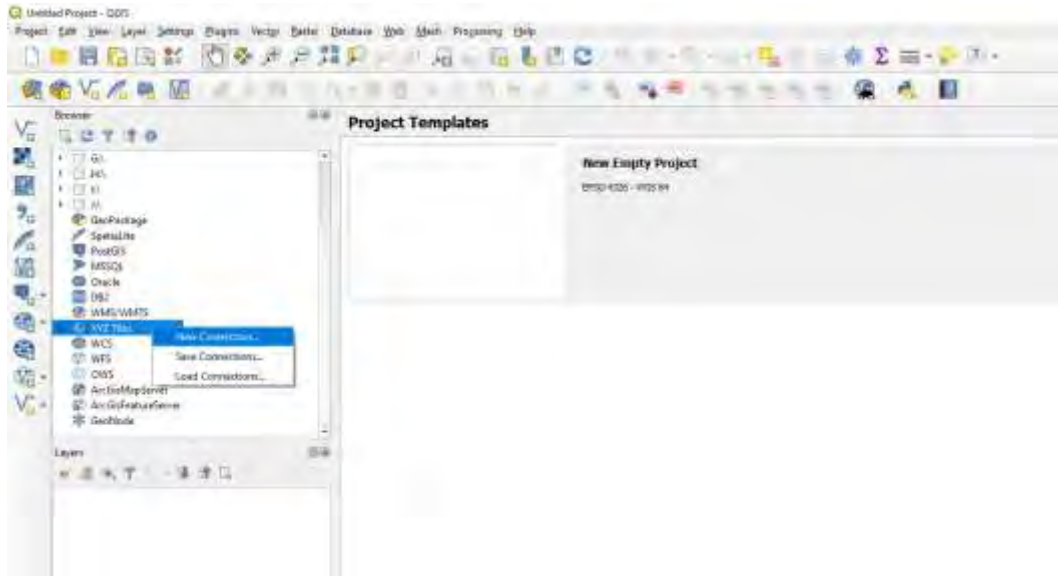 Untitled Project - QGIS
Project Edit View Layer Settings Plugins Vector Raster Database Web Mesh Processing Help
Browser
Project Templates
New Empty Project
EPSG:4326 - WGS 84
G:\
GeoPackage
SpatiaLite
PostGIS
MSSQL
Oracle
DB2
WMS/WMTS
XYZ Tiles
New Connection...
WCS
Save Connections...
WFS
Load Connections...
OWS
ArcGisMapServer
ArcGisFeatureServer
GeoNode
Layers